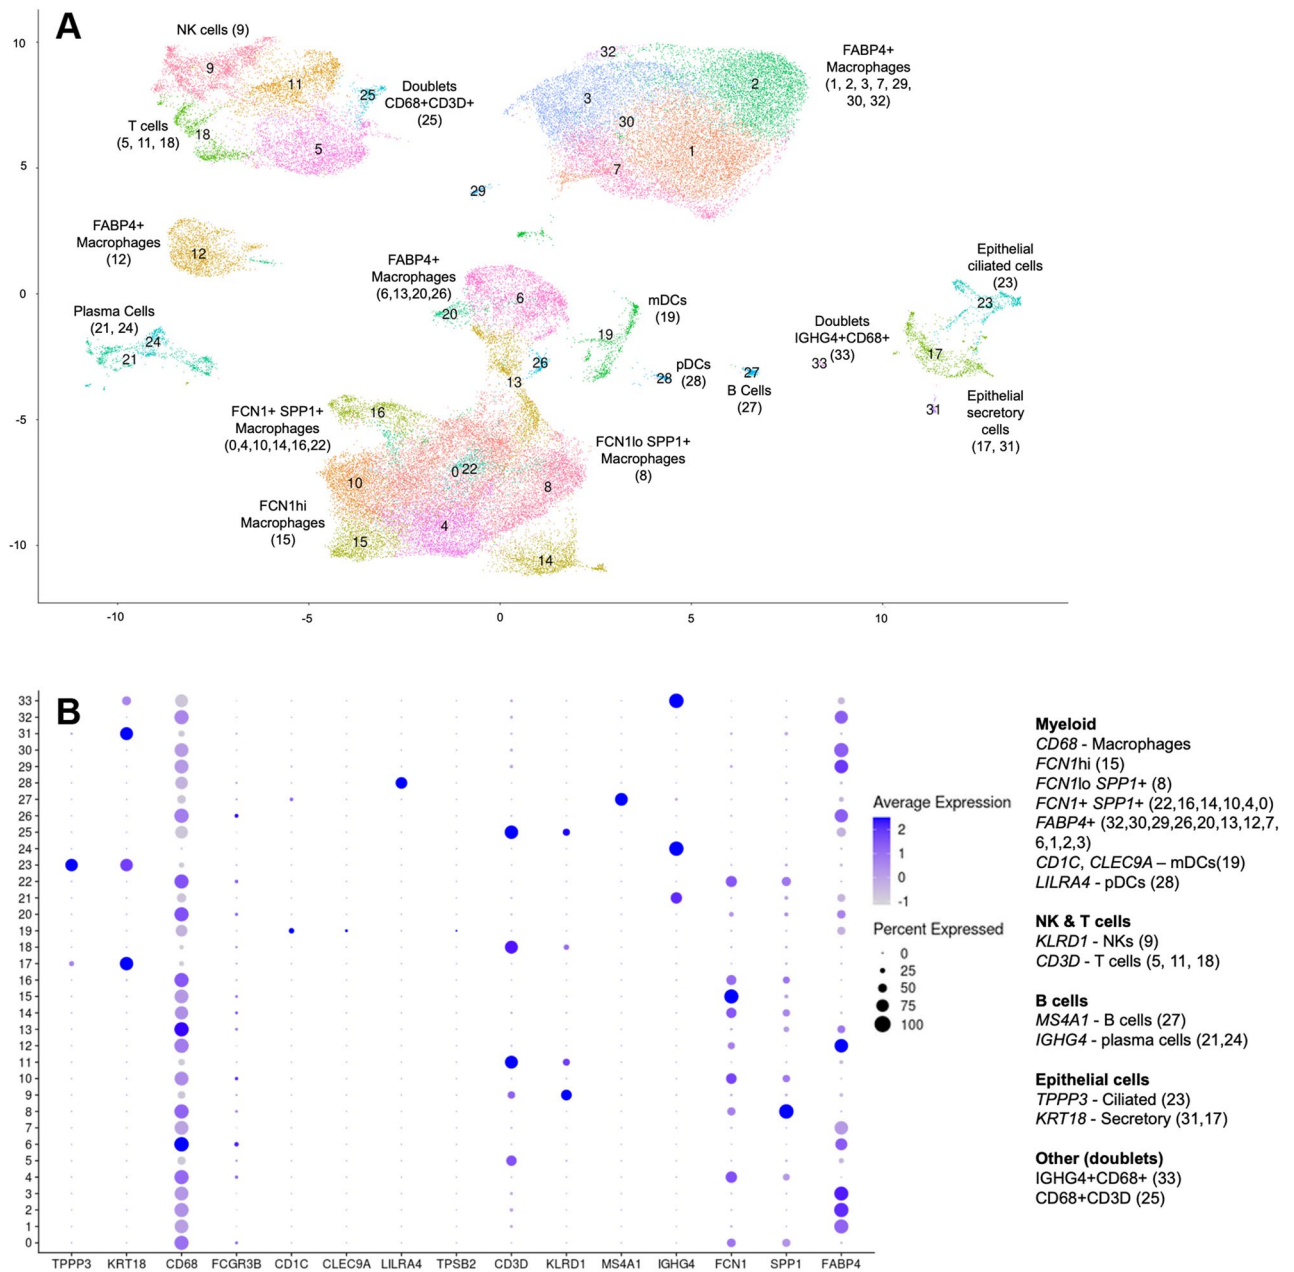 A
10
5
0
-5
-10
-10
-5
0
5
10
NK cells (9)
9
11
25
Doublets
CD68+CD3D+
(25)
T cells
(5, 11, 18)
18
5
32
2
3
30
1
7
29
FABP4+
Macrophages
(1, 2, 3, 7, 29,
30, 32)
FABP4+
Macrophages
(12)
12
FABP4+
Macrophages
(6,13,20,26)
6
20
26
13
mDCs
(19)
19
pDCs
(28)
28
27
B Cells
(27)
Doublets
IGHG4+CD68+
(33)
33
Epithelial
ciliated cells
(23)
23
17
31
Epithelial
secretory
cells
(17, 31)
Plasma Cells
(21, 24)
24
21
FCN1+ SPP1+
Macrophages
(0,4,10,14,16,22)
16
FCN1lo SPP1+
Macrophages
(8)
0
22
10
8
4
FCN1hi
Macrophages
(15)
15
14
B
33
32
31
30
29
28
27
26
25
24
23
22
21
20
19
18
17
16
15
14
13
12
11
10
9
8
7
6
5
4
3
2
1
0
TPPP3 KRT18 CD68 FCGR3B CD1C CLEC9A LILRA4 TPSB2 CD3D KLRD1 MS4A1 IGHG4 FCN1 SPP1 FABP4
Average Expression
2
1
0
-1
Percent Expressed
0
25
50
75
100
Myeloid
CD68 - Macrophages
FCN1hi (15)
FCN1lo SPP1+ (8)
FCN1+ SPP1+ (22,16,14,10,4,0)
FABP4+ (32,30,29,26,20,13,12,7,
6,1,2,3)
CD1C, CLEC9A – mDCs(19)
LILRA4 - pDCs (28)
NK & T cells
KLRD1 - NKs (9)
CD3D - T cells (5, 11, 18)
B cells
MS4A1 - B cells (27)
IGHG4 - plasma cells (21,24)
Epithelial cells
TPPP3 - Ciliated (23)
KRT18 - Secretory (31,17)
Other (doublets)
IGHG4+CD68+ (33)
CD68+CD3D (25)